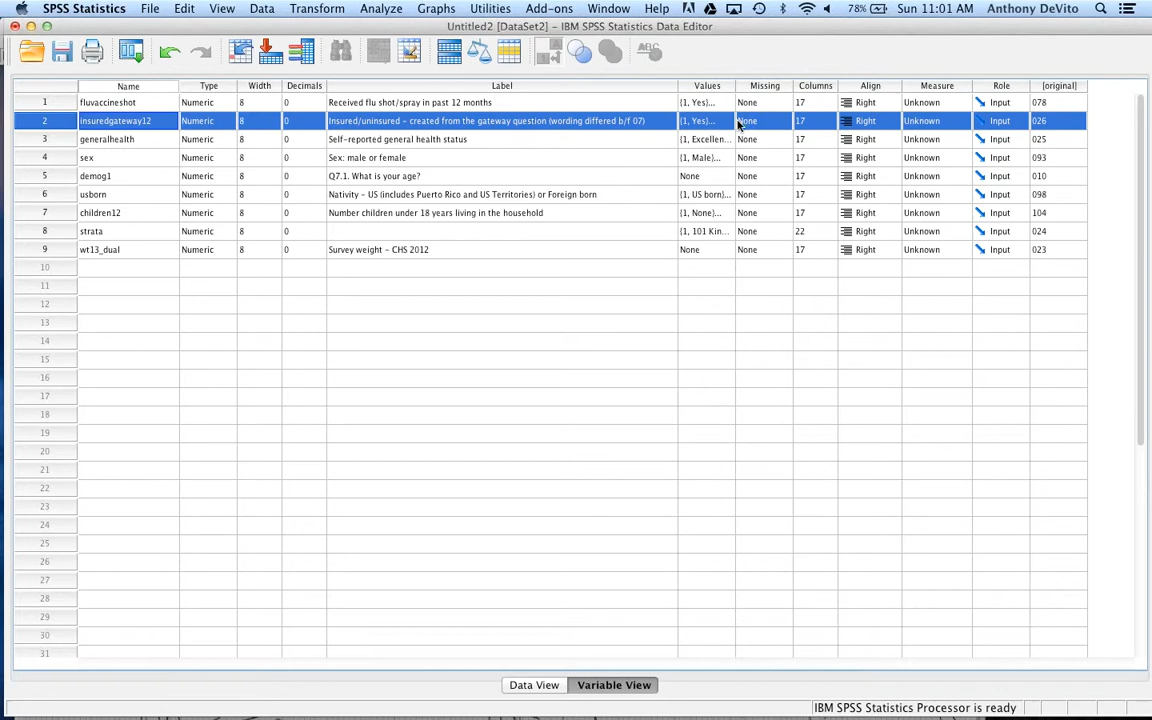 SPSS Statistics File Edit View Data Transform Analyze Graphs Utilities Add-ons Window Help 78% Sun 11:01 AM Anthony DeVito
Untitled2 [DataSet2] – IBM SPSS Statistics Data Editor
Name Type Width Decimals Label Values Missing Columns Align Measure Role [original]
1 fluvaccineshot Numeric 8 0 Received flu shot/spray in past 12 months {1, Yes}... None 17 Right Unknown Input 078
2 insuredgateway12 Numeric 8 0 Insured/uninsured – created from the gateway question (wording differed b/f 07) {1, Yes}... None 17 Right Unknown Input 026
3 generalhealth Numeric 8 0 Self-reported general health status {1, Excellen... None 17 Right Unknown Input 025
4 sex Numeric 8 0 Sex: male or female {1, Male}... None 17 Right Unknown Input 093
5 demog1 Numeric 8 0 Q7.1. What is your age? None None 17 Right Unknown Input 010
6 usborn Numeric 8 0 Nativity – US (includes Puerto Rico and US Territories) or Foreign born {1, US born}... None 17 Right Unknown Input 098
7 children12 Numeric 8 0 Number children under 18 years living in the household {1, None}... None 17 Right Unknown Input 104
8 strata Numeric 8 0 {1, 101 Kin... None 22 Right Unknown Input 024
9 wt13_dual Numeric 8 0 Survey weight – CHS 2012 None None 17 Right Unknown Input 023
10
11
12
13
14
15
16
17
18
19
20
21
22
23
24
25
26
27
28
29
30
31
Data View Variable View
IBM SPSS Statistics Processor is ready